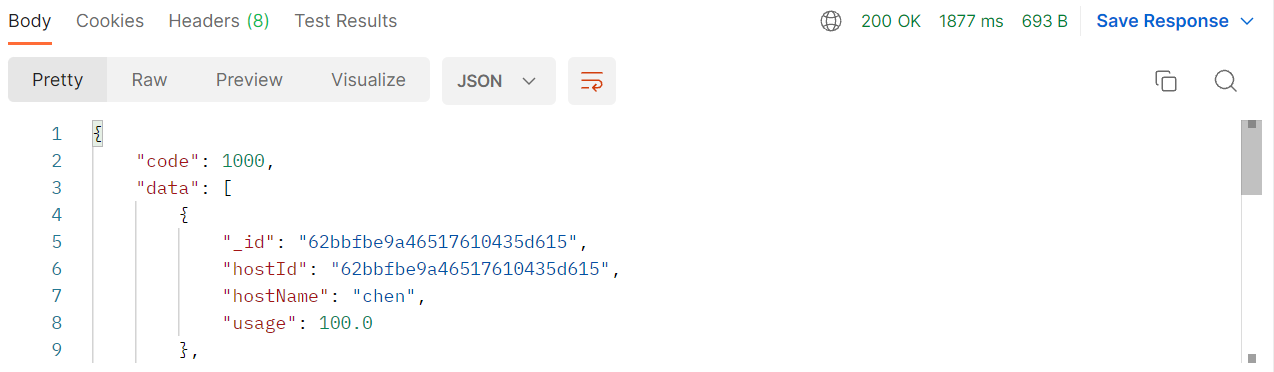 Body Cookies Headers (8) Test Results 200 OK 1877 ms 693 B Save Response
Pretty Raw Preview Visualize JSON
1 {
2 "code": 1000,
3 "data": [
4 {
5 "_id": "62bbfbe9a46517610435d615",
6 "hostId": "62bbfbe9a46517610435d615",
7 "hostName": "chen",
8 "usage": 100.0
9 },